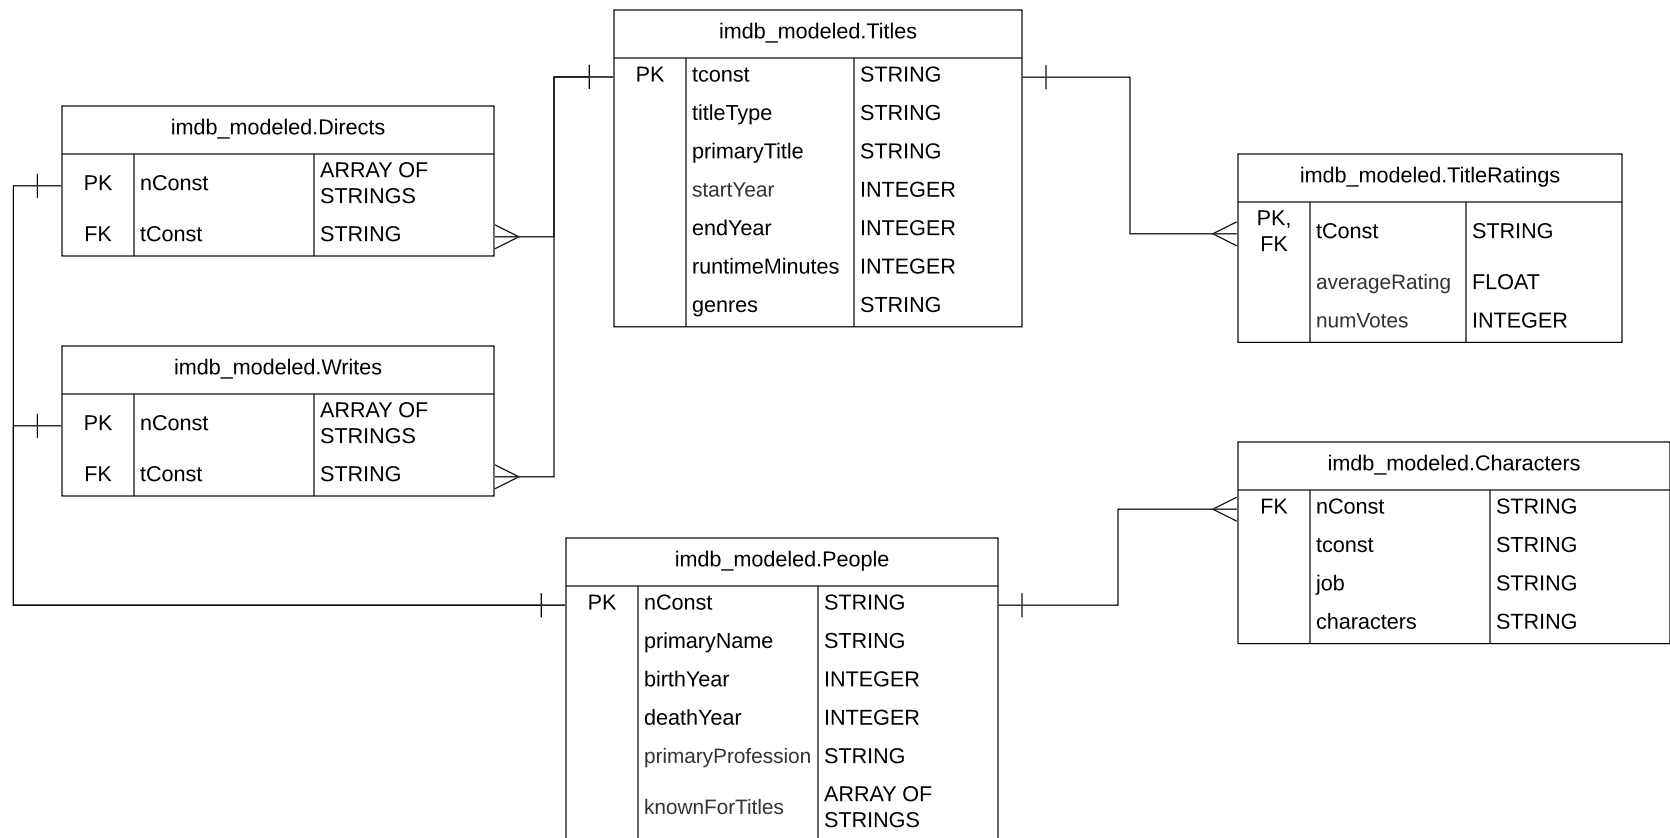 imdb_modeled.Titles
PK tconst STRING
titleType STRING
primaryTitle STRING
startYear INTEGER
endYear INTEGER
runtimeMinutes INTEGER
genres STRING
imdb_modeled.Directs
PK nConst ARRAY OF
STRINGS
FK tConst STRING
imdb_modeled.TitleRatings
PK,
FK tConst STRING
averageRating FLOAT
numVotes INTEGER
imdb_modeled.Writes
PK nConst ARRAY OF
STRINGS
FK tConst STRING
imdb_modeled.Characters
FK nConst STRING
tconst STRING
job STRING
characters STRING
imdb_modeled.People
PK nConst STRING
primaryName STRING
birthYear INTEGER
deathYear INTEGER
primaryProfession STRING
knownForTitles ARRAY OF
STRINGS